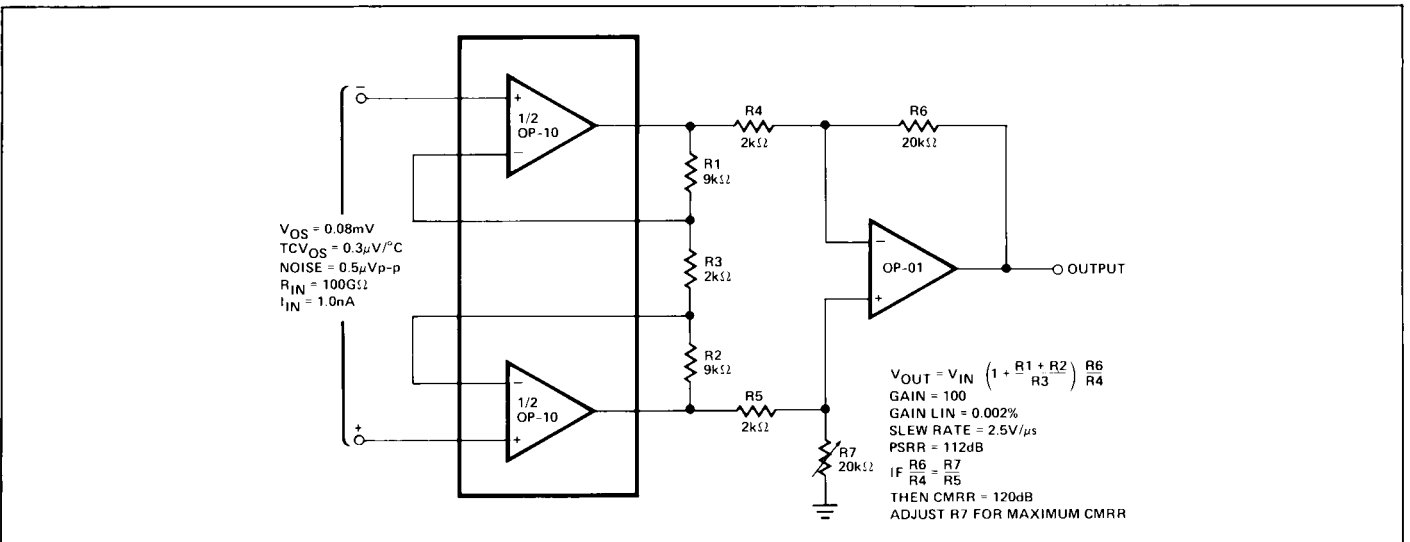 −
+
1/2
OP-10
−
R4
2kΩ
R6
20kΩ
R1
9kΩ
VOS = 0.08mV
TCVOS = 0.3μV/°C
NOISE = 0.5μVp-p
RIN = 100GΩ
IIN = 1.0nA
R3
2kΩ
−
OP-01
+
OUTPUT
R2
9kΩ
−
1/2
OP-10
+
+
R5
2kΩ
R7
20kΩ
VOUT = VIN (1 + R1 + R2 / R3) R6 / R4
GAIN = 100
GAIN LIN = 0.002%
SLEW RATE = 2.5V/μs
PSRR = 112dB
IF R6 / R4 = R7 / R5
THEN CMRR = 120dB
ADJUST R7 FOR MAXIMUM CMRR